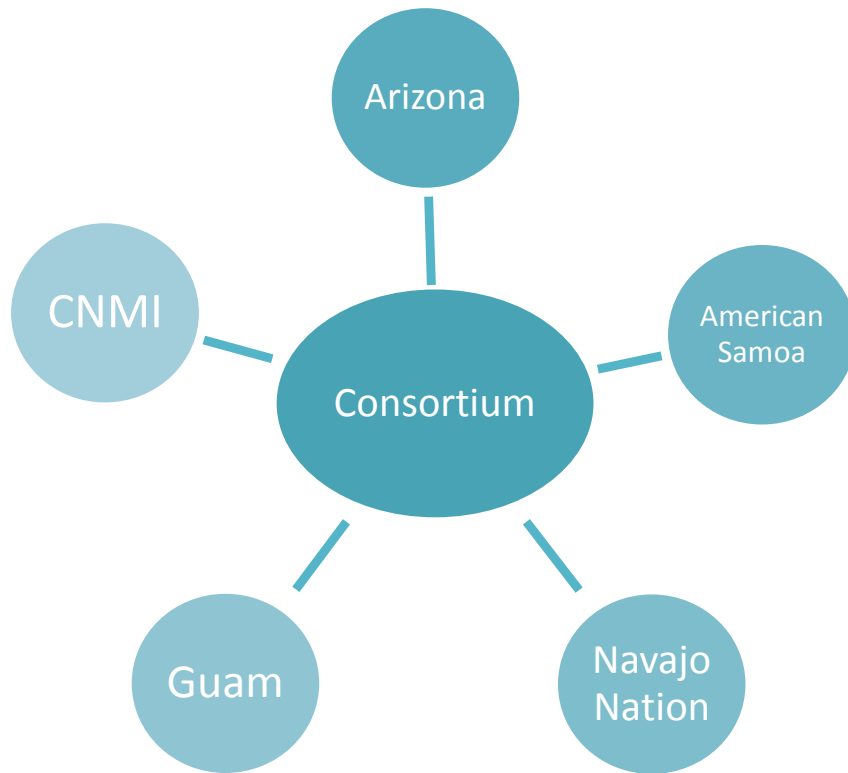 Arizona
CNMI
American
Samoa
Consortium
Guam
Navajo
Nation